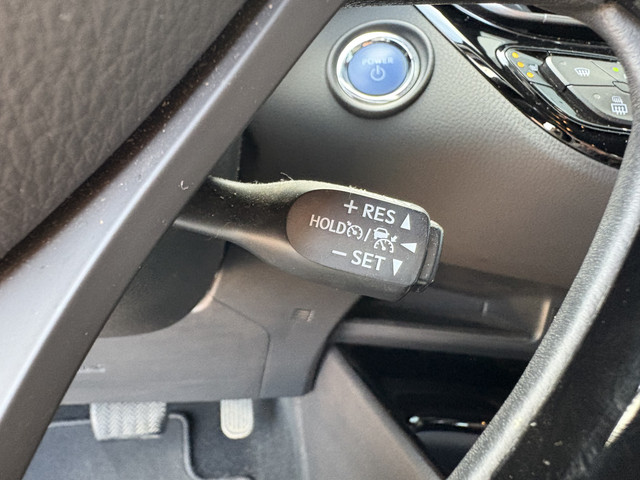 POWER
+ RES
HOLD /
− SET